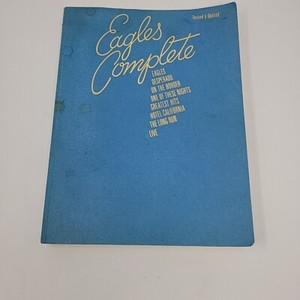 Revised & Updated
Eagles
Complete
EAGLES
DESPERADO
ON THE BORDER
ONE OF THESE NIGHTS
GREATEST HITS
HOTEL CALIFORNIA
THE LONG RUN
LIVE